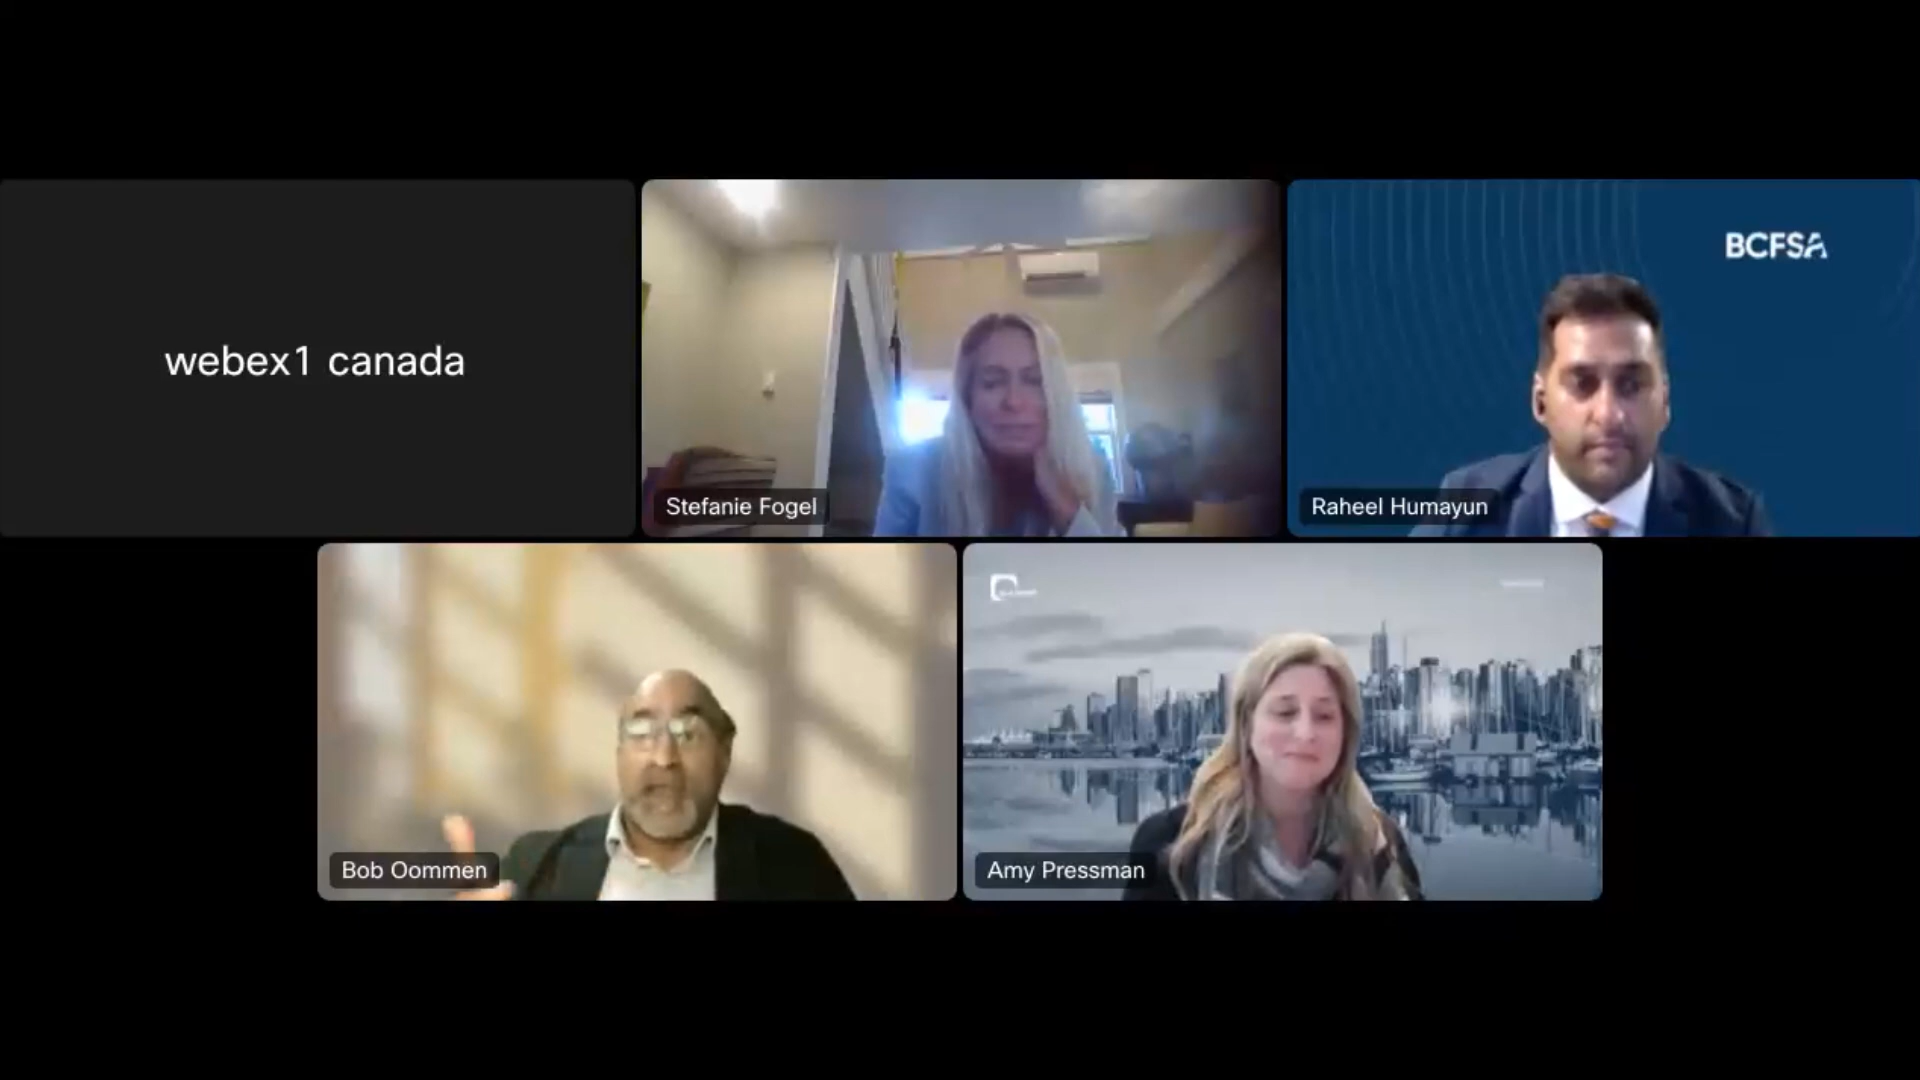 webex1 canada
Stefanie Fogel
BCFSA
Raheel Humayun
Bob Oommen
Amy Pressman